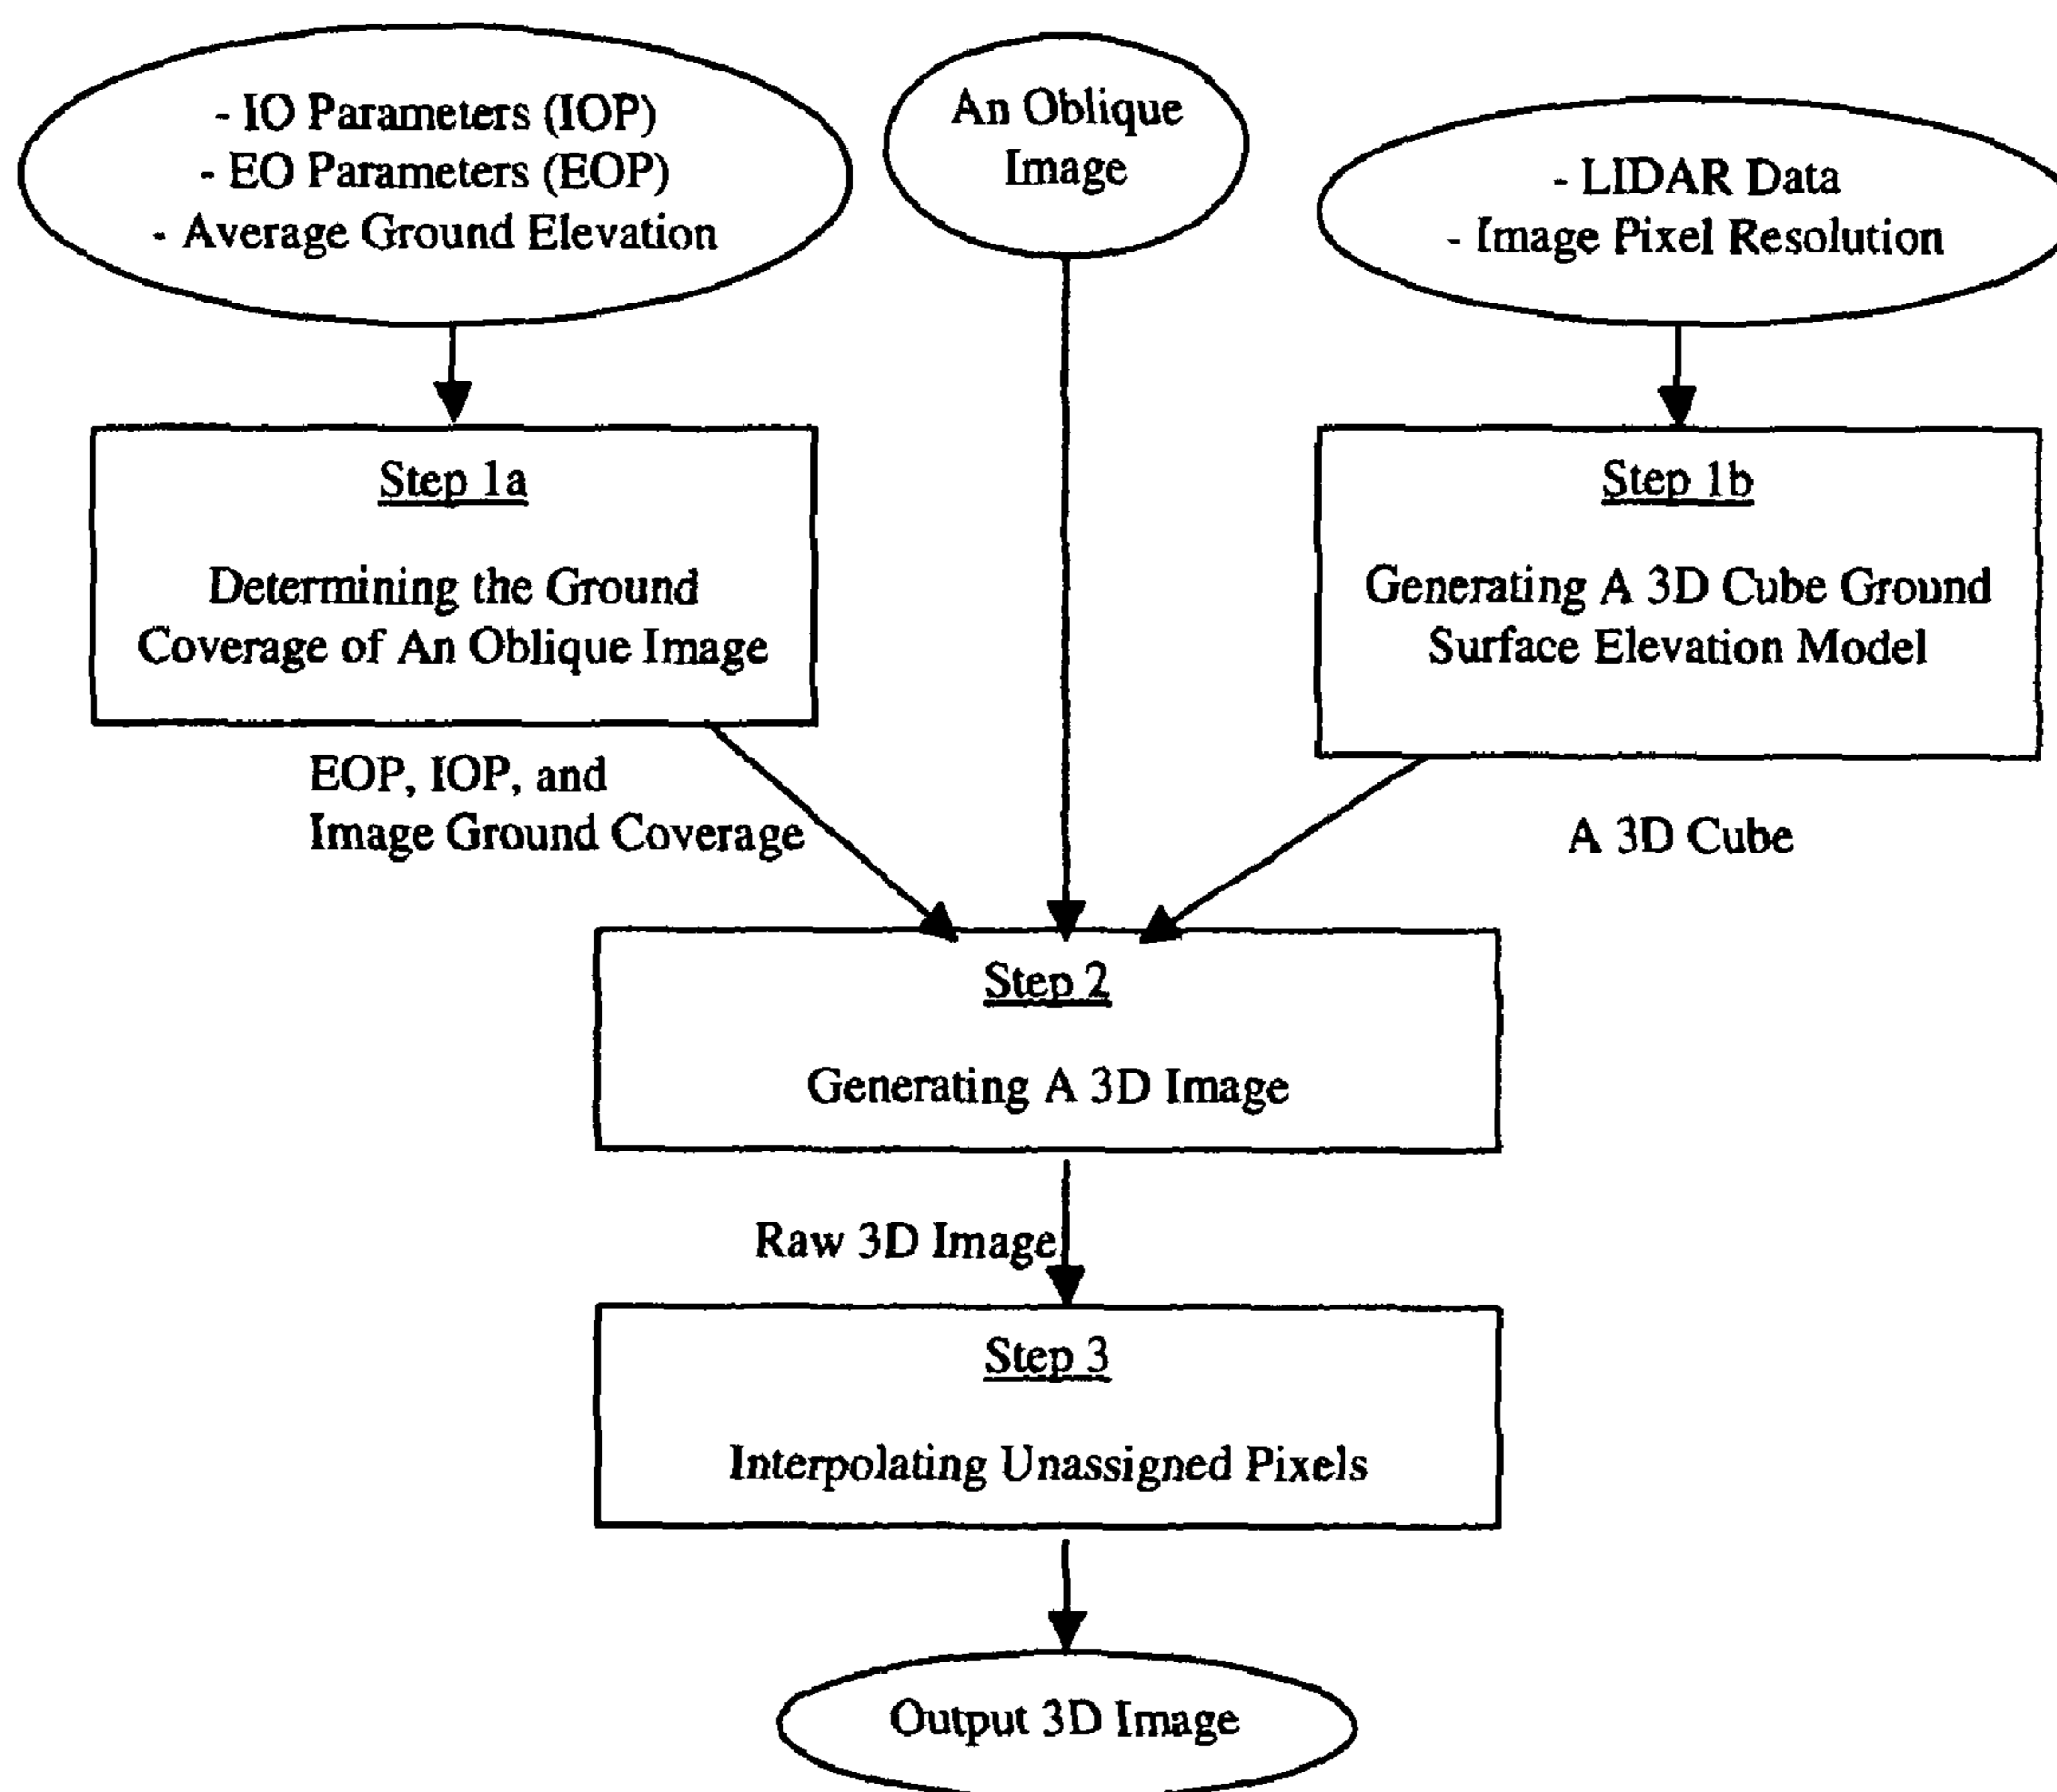 - IO Parameters (IOP)
- EO Parameters (EOP)
- Average Ground Elevation
An Oblique
Image
- LIDAR Data
- Image Pixel Resolution
Step 1a
Determining the Ground
Coverage of An Oblique Image
Step 1b
Generating A 3D Cube Ground
Surface Elevation Model
EOP, IOP, and
Image Ground Coverage
A 3D Cube
Step 2
Generating A 3D Image
Raw 3D Image
Step 3
Interpolating Unassigned Pixels
Output 3D Image